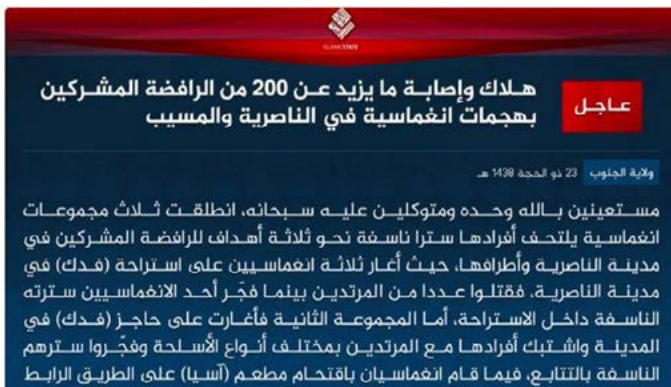 ISLAMIC STATE
عاجل
هلاك وإصابة ما يزيد عن 200 من الرافضة المشركين
بهجمات انغماسية في الناصرية والمسيب
ولاية الجنوب 23 ذو الحجة 1438 هـ
مستعينين بالله وحده ومتوكلين عليه سبحانه، انطلقت ثلاث مجموعات
انغماسية يلتحف أفرادها سترا ناسفة نحو ثلاثة أهداف للرافضة المشركين في
مدينة الناصرية وأطرافها، حيث أغار ثلاثة انغماسيين على استراحة (فدك) في
مدينة الناصرية، فقتلوا عددا من المرتدين بينما فجّر أحد الانغماسيين سترته
الناسفة داخل الاستراحة، أما المجموعة الثانية فأغارت على حاجز (فدك) في
المدينة واشتبك أفرادها مع المرتدين بمختلف أنواع الأسلحة وفجّروا سترهم
الناسفة بالتتابع، فيما قام انغماسيان باقتحام مطعم (آسيا) على الطريق الرابط